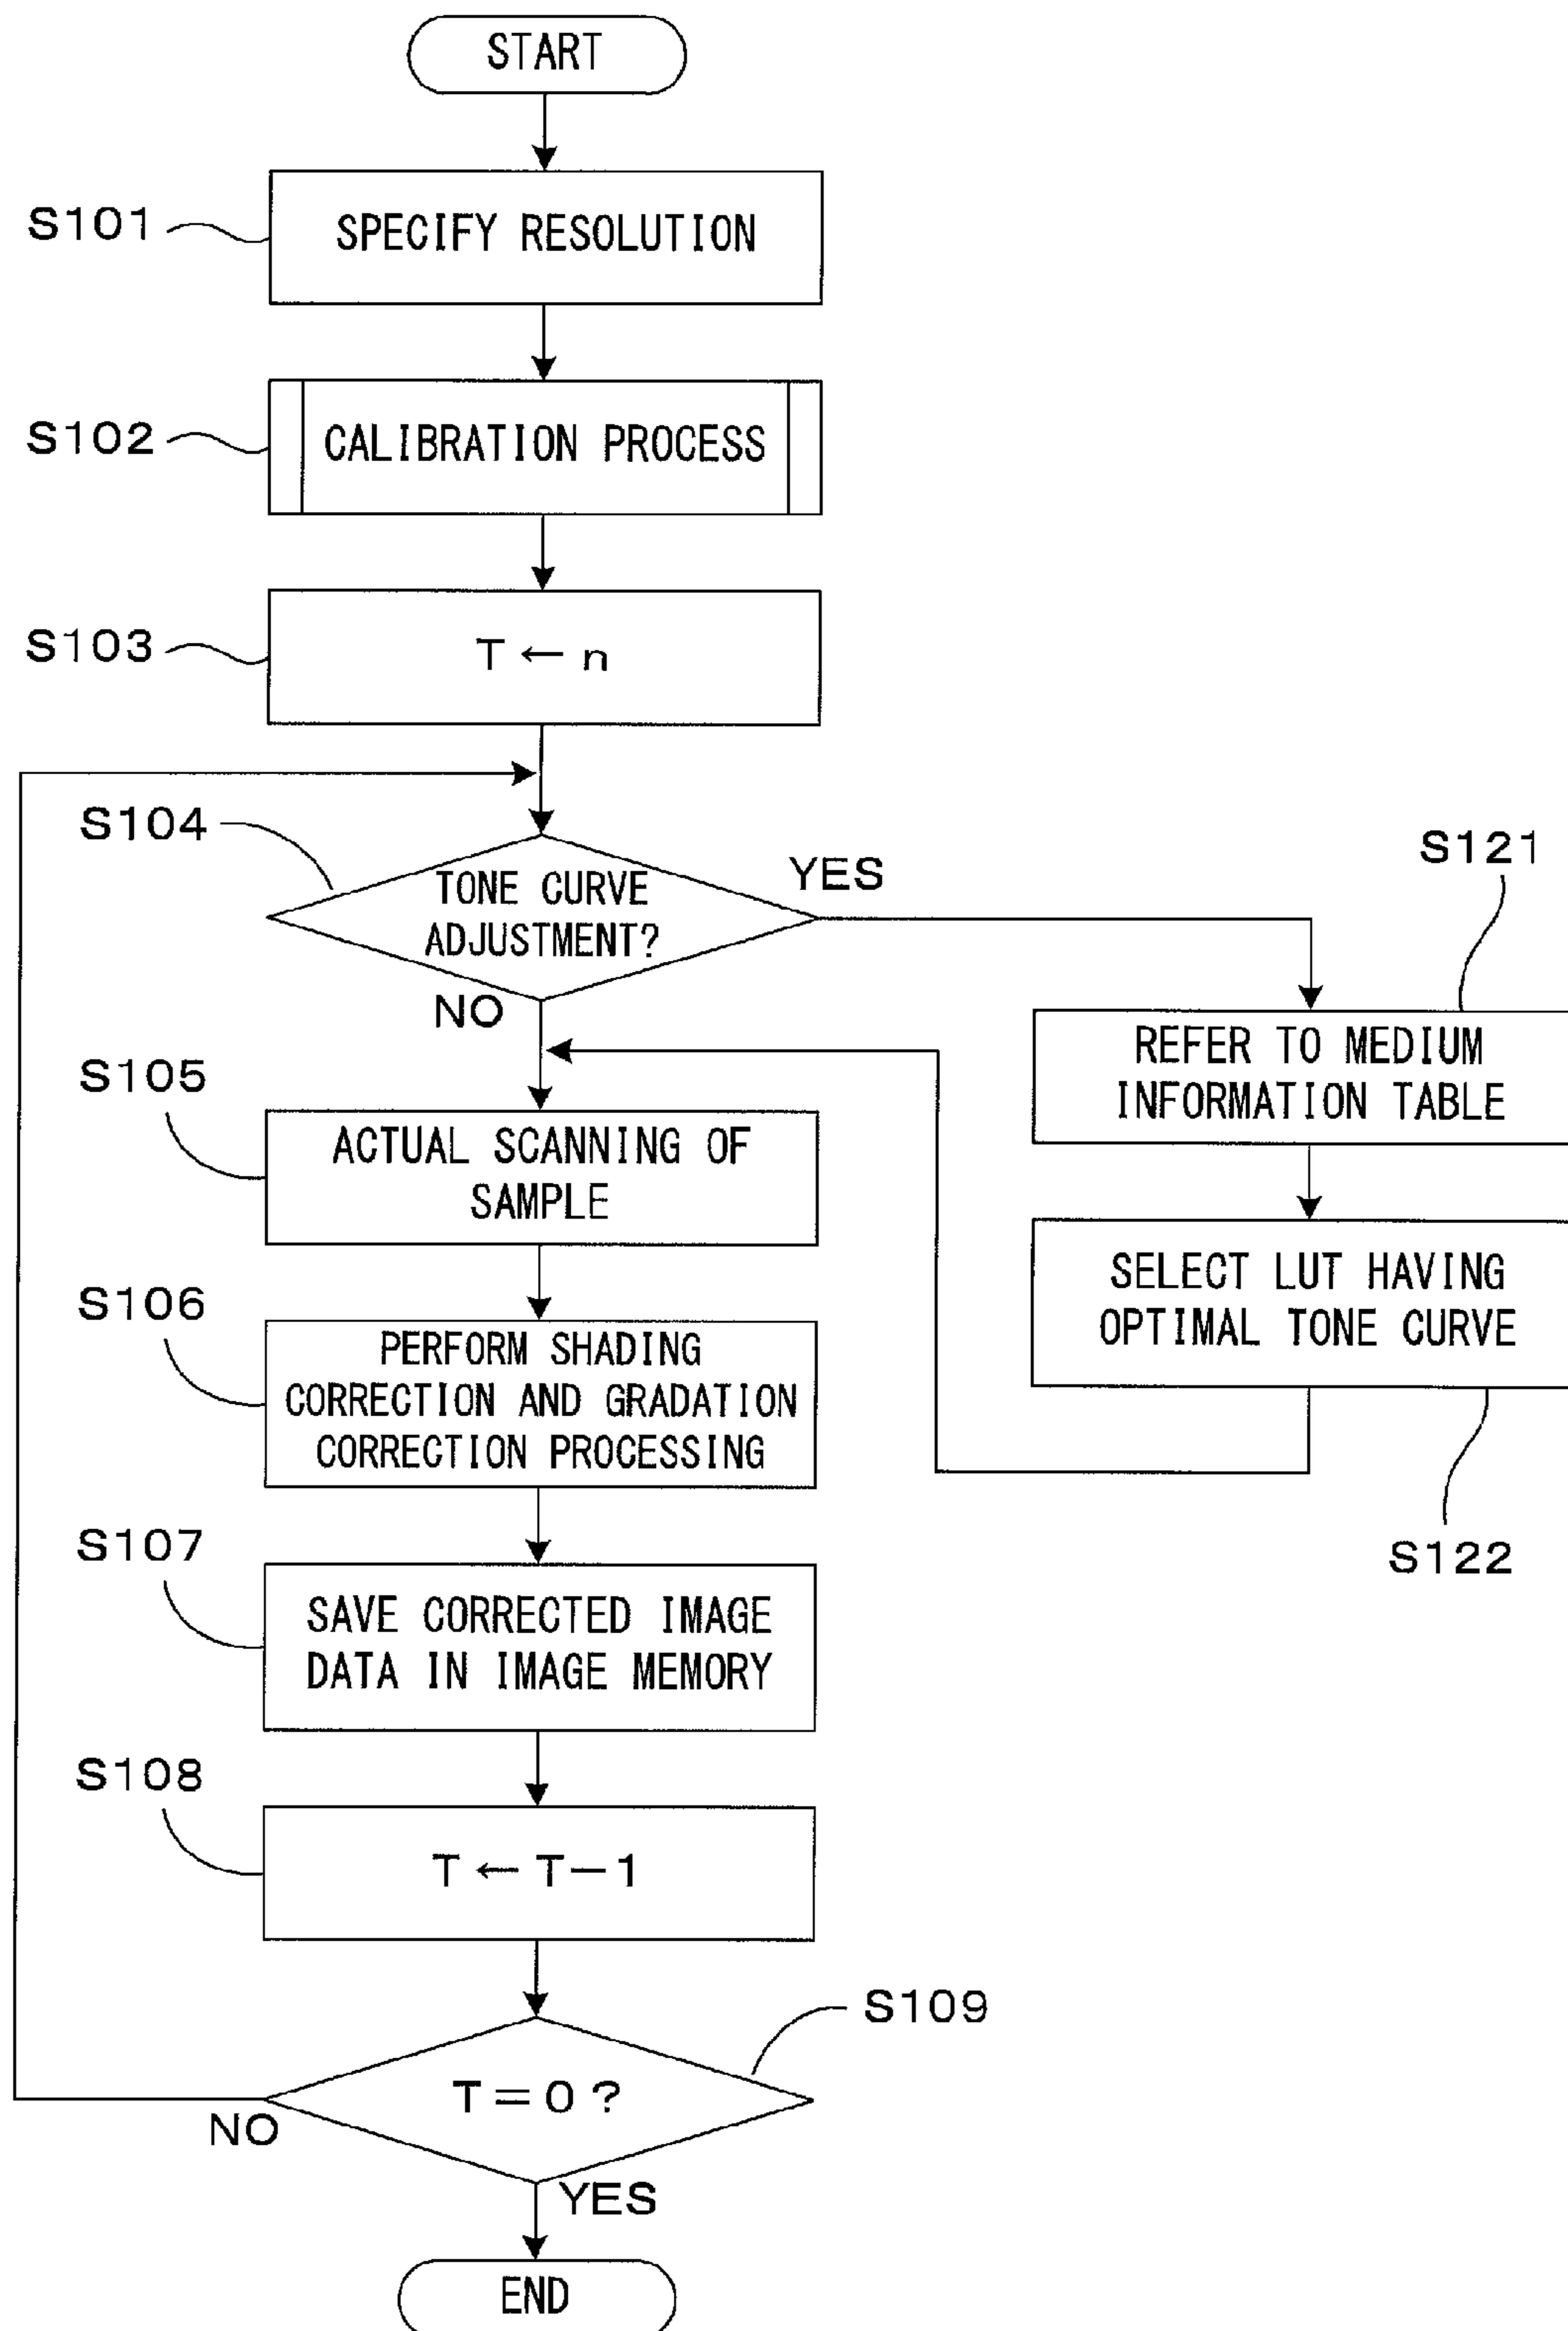 START
S101
SPECIFY RESOLUTION
S102
CALIBRATION PROCESS
S103
T ← n
S104
TONE CURVE
ADJUSTMENT?
YES
NO
S121
REFER TO MEDIUM
INFORMATION TABLE
S105
ACTUAL SCANNING OF
SAMPLE
SELECT LUT HAVING
OPTIMAL TONE CURVE
S122
S106
PERFORM SHADING
CORRECTION AND GRADATION
CORRECTION PROCESSING
S107
SAVE CORRECTED IMAGE
DATA IN IMAGE MEMORY
S108
T ← T−1
S109
T=0?
NO
YES
END